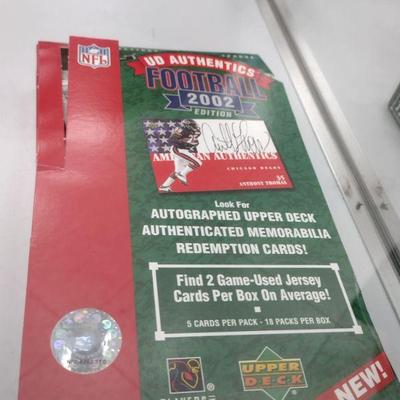 NFL
UD AUTHENTICS
FOOTBALL
2002
EDITION
AMERICAN AUTHENTICS
CHICAGO BEARS
35
ANTHONY THOMAS
Look For
AUTOGRAPHED UPPER DECK
AUTHENTICATED MEMORABILIA
REDEMPTION CARDS!
Find 2 Game-Used Jersey
Cards Per Box On Average!
5 CARDS PER PACK - 18 PACKS PER BOX
PLAYERS
UPPER
DECK
NEW!